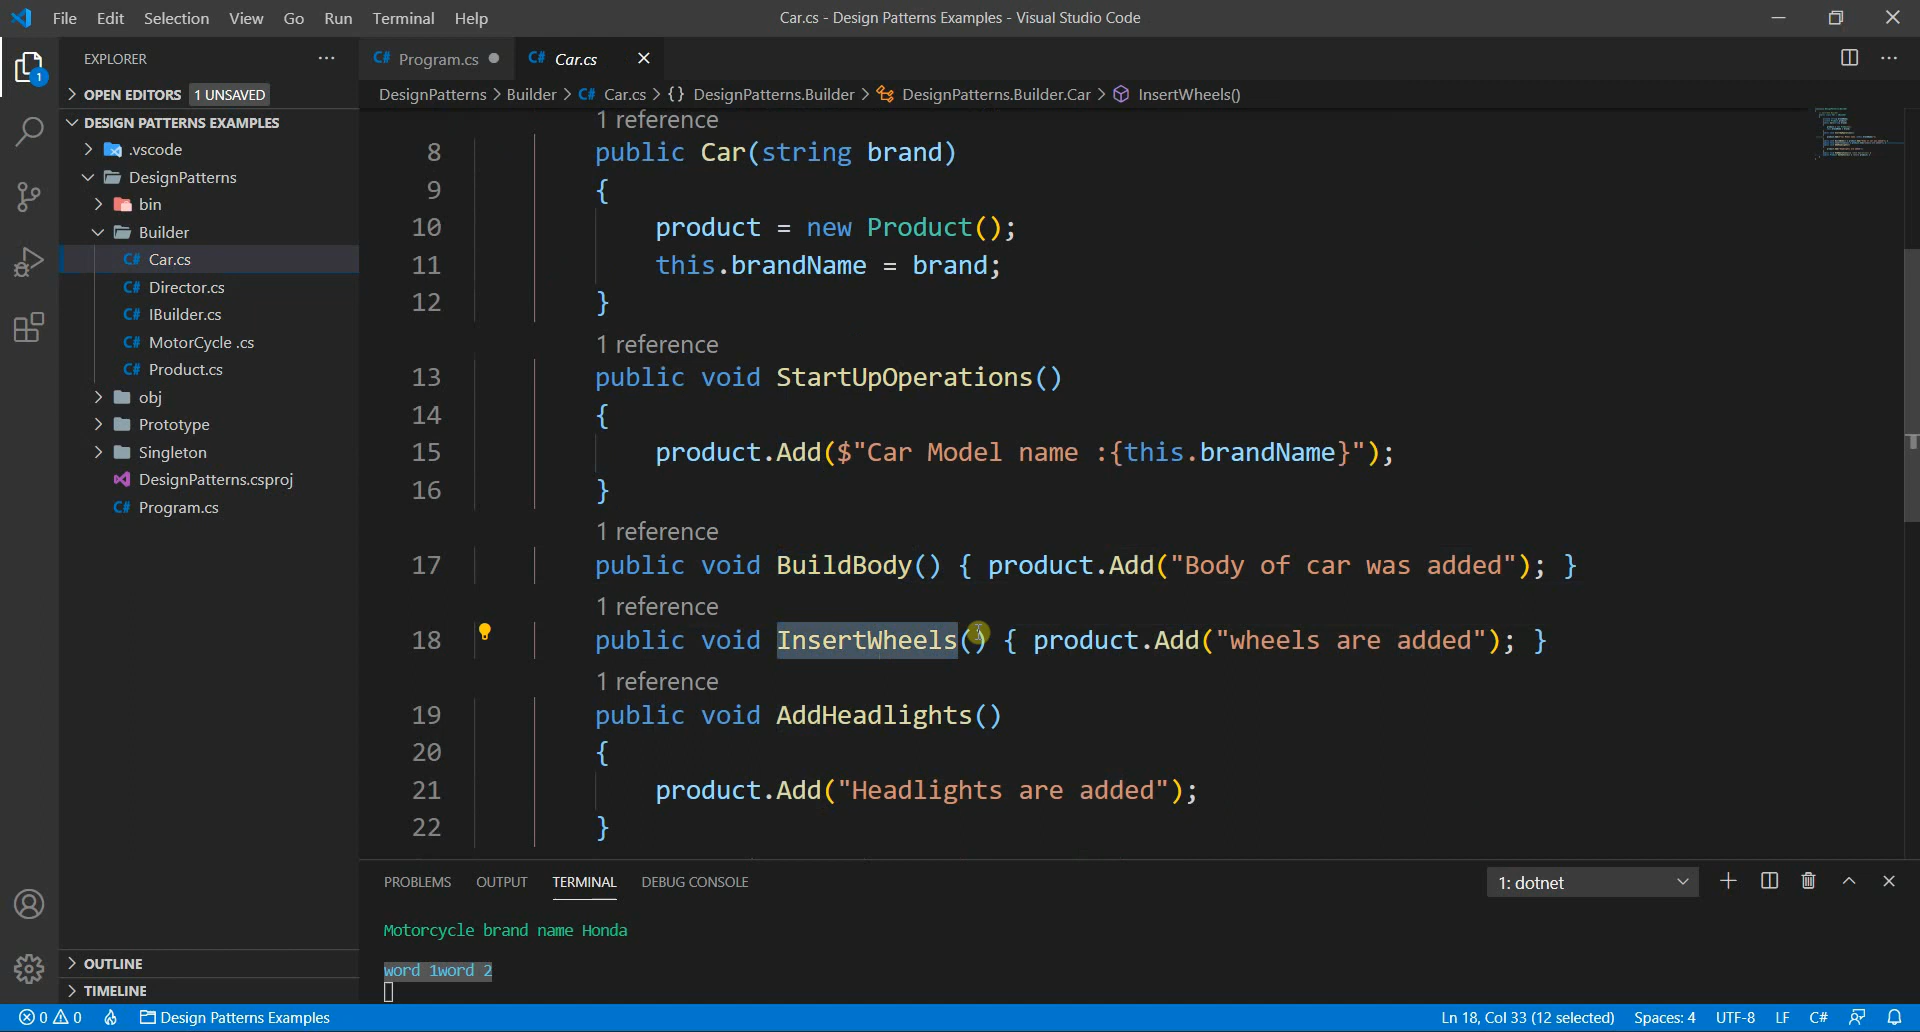 File Edit Selection View Go Run Terminal Help
Car.cs - Design Patterns Examples - Visual Studio Code
1
EXPLORER
OPEN EDITORS 1 UNSAVED
DESIGN PATTERNS EXAMPLES
.vscode
DesignPatterns
bin
Builder
C# Car.cs
C# Director.cs
C# IBuilder.cs
C# MotorCycle .cs
C# Product.cs
obj
Prototype
Singleton
DesignPatterns.csproj
C# Program.cs
OUTLINE
TIMELINE
C# Program.cs
C# Car.cs
DesignPatterns > Builder > C# Car.cs > {} DesignPatterns.Builder > DesignPatterns.Builder.Car > InsertWheels()
1 reference
8 public Car(string brand)
9 {
10 product = new Product();
11 this.brandName = brand;
12 }
1 reference
13 public void StartUpOperations()
14 {
15 product.Add($"Car Model name :{this.brandName}");
16 }
1 reference
17 public void BuildBody() { product.Add("Body of car was added"); }
1 reference
18 public void InsertWheels() { product.Add("wheels are added"); }
1 reference
19 public void AddHeadlights()
20 {
21 product.Add("Headlights are added");
22 }
PROBLEMS OUTPUT TERMINAL DEBUG CONSOLE
1: dotnet
Motorcycle brand name Honda
word 1word 2
0 0 Design Patterns Examples
Ln 18, Col 33 (12 selected) Spaces: 4 UTF-8 LF C#